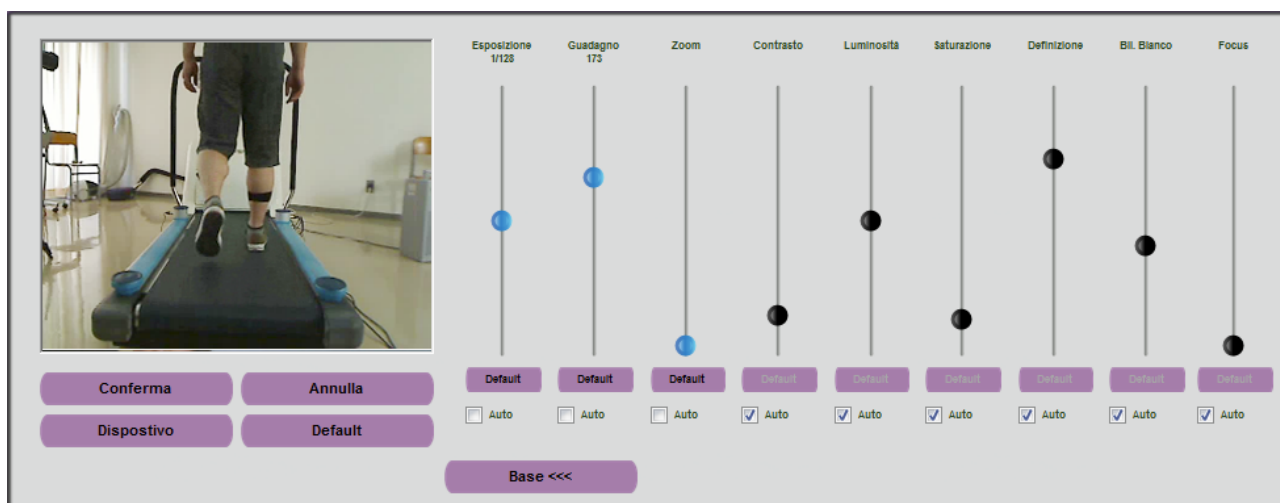 Esposizione
1/128
Guadagno
173
Zoom
Contrasto
Luminosità
Saturazione
Definizione
Bil. Bianco
Focus
Default
Default
Default
Default
Default
Default
Default
Default
Default
Auto
Auto
Auto
Auto
Auto
Auto
Auto
Auto
Auto
Conferma
Annulla
Dispostivo
Default
Base <<<